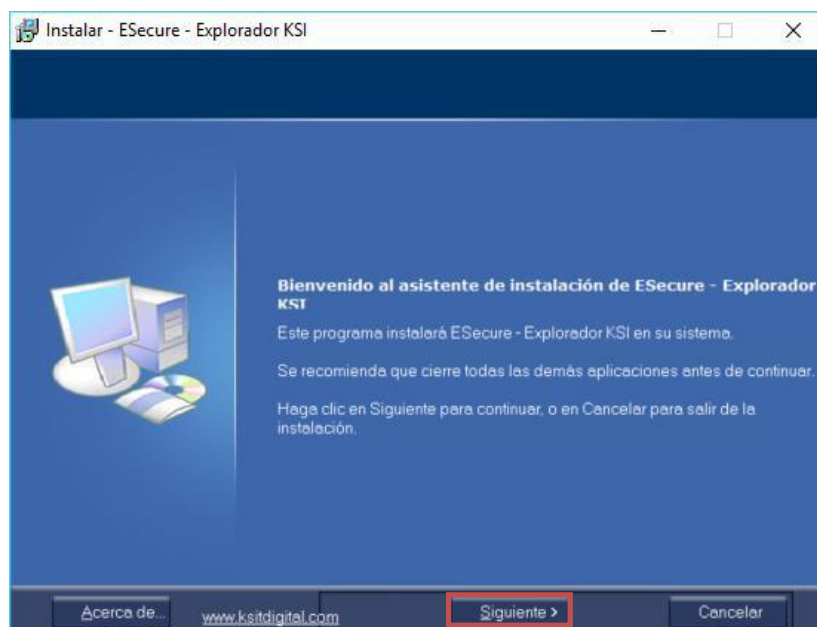 Instalar - ESecure - Explorador KSI
Bienvenido al asistente de instalación de ESecure - Explorador
KSI
Este programa instalará ESecure - Explorador KSI en su sistema.
Se recomienda que cierre todas las demás aplicaciones antes de continuar.
Haga clic en Siguiente para continuar, o en Cancelar para salir de la
instalación.
Acerca de... www.ksitdigital.com Siguiente > Cancelar